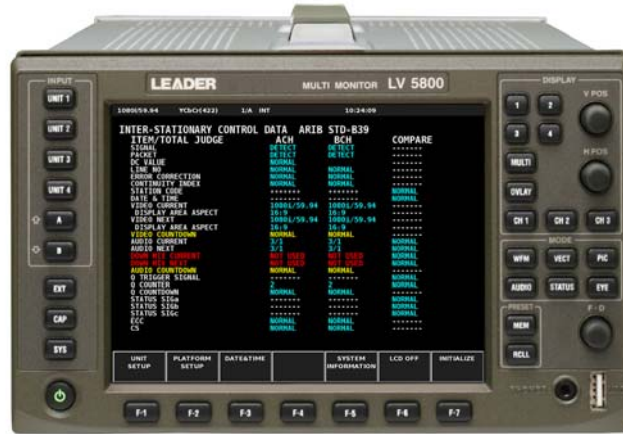 INPUT
LEADER
MULTI MONITOR LV 5800
DISPLAY
UNIT 1
UNIT 2
UNIT 3
UNIT 4
A
B
EXT
CAP
SYS
1080i/59.94 YCbCr(422) 1/A INT 10:24:09
INTER-STATIONARY CONTROL DATA ARIB STD-B39
ITEM/TOTAL JUDGE ACH BCH COMPARE
SIGNAL DETECT DETECT -------
PACKET DETECT DETECT -------
DC VALUE NORMAL
LINE NO NORMAL NORMAL
ERROR CORRECTION NORMAL NORMAL
CONTINUITY INDEX NORMAL NORMAL
STATION CODE NORMAL
DATE & TIME NORMAL
VIDEO CURRENT 1080i/59.94 1080i/59.94 NORMAL
DISPLAY AREA ASPECT 16:9 16:9 NORMAL
VIDEO NEXT 1080i/59.94 1080i/59.94 NORMAL
DISPLAY AREA ASPECT 16:9 16:9 NORMAL
VIDEO COUNTDOWN NORMAL NORMAL NORMAL
AUDIO CURRENT 3/1 3/1 NORMAL
AUDIO NEXT 3/1 3/1 NORMAL
DOWN MIX CURRENT NOT USED NOT USED NORMAL
DOWN MIX NEXT NOT USED NOT USED NORMAL
AUDIO COUNTDOWN NORMAL NORMAL NORMAL
Q TRIGGER SIGNAL NORMAL
Q COUNTER 2 2 NORMAL
Q COUNTDOWN NORMAL NORMAL NORMAL
STATUS SIGa NORMAL
STATUS SIGb NORMAL
STATUS SIGc NORMAL
ECC NORMAL NORMAL
CS NORMAL NORMAL
UNIT SETUP
PLATFORM SETUP
DATE&TIME
SYSTEM INFORMATION
LCD OFF
INITIALIZE
F·1 F·2 F·3 F·4 F·5 F·6 F·7
V POS
1 2
3 4
H POS
MULTI
OVLAY
CH 1 CH 2 CH 3
MODE
WFM VECT PIC
AUDIO STATUS EYE
PRESET
MEM
RCLL
F·D